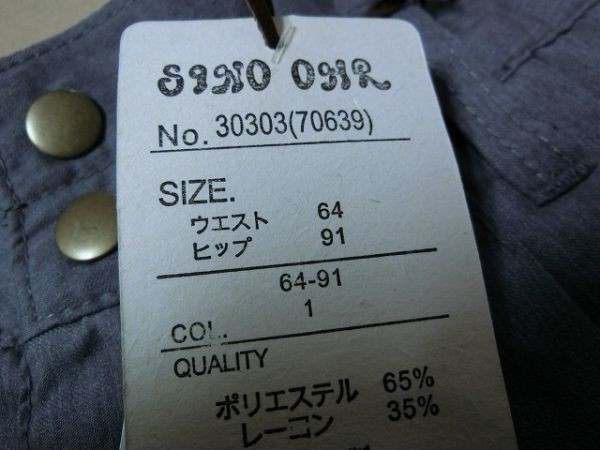 SINO OHR
No. 30303(70639)
SIZE.
ウエスト 64
ヒップ 91
64-91
1
COL.
QUALITY
ポリエステル 65%
レーコン 35%